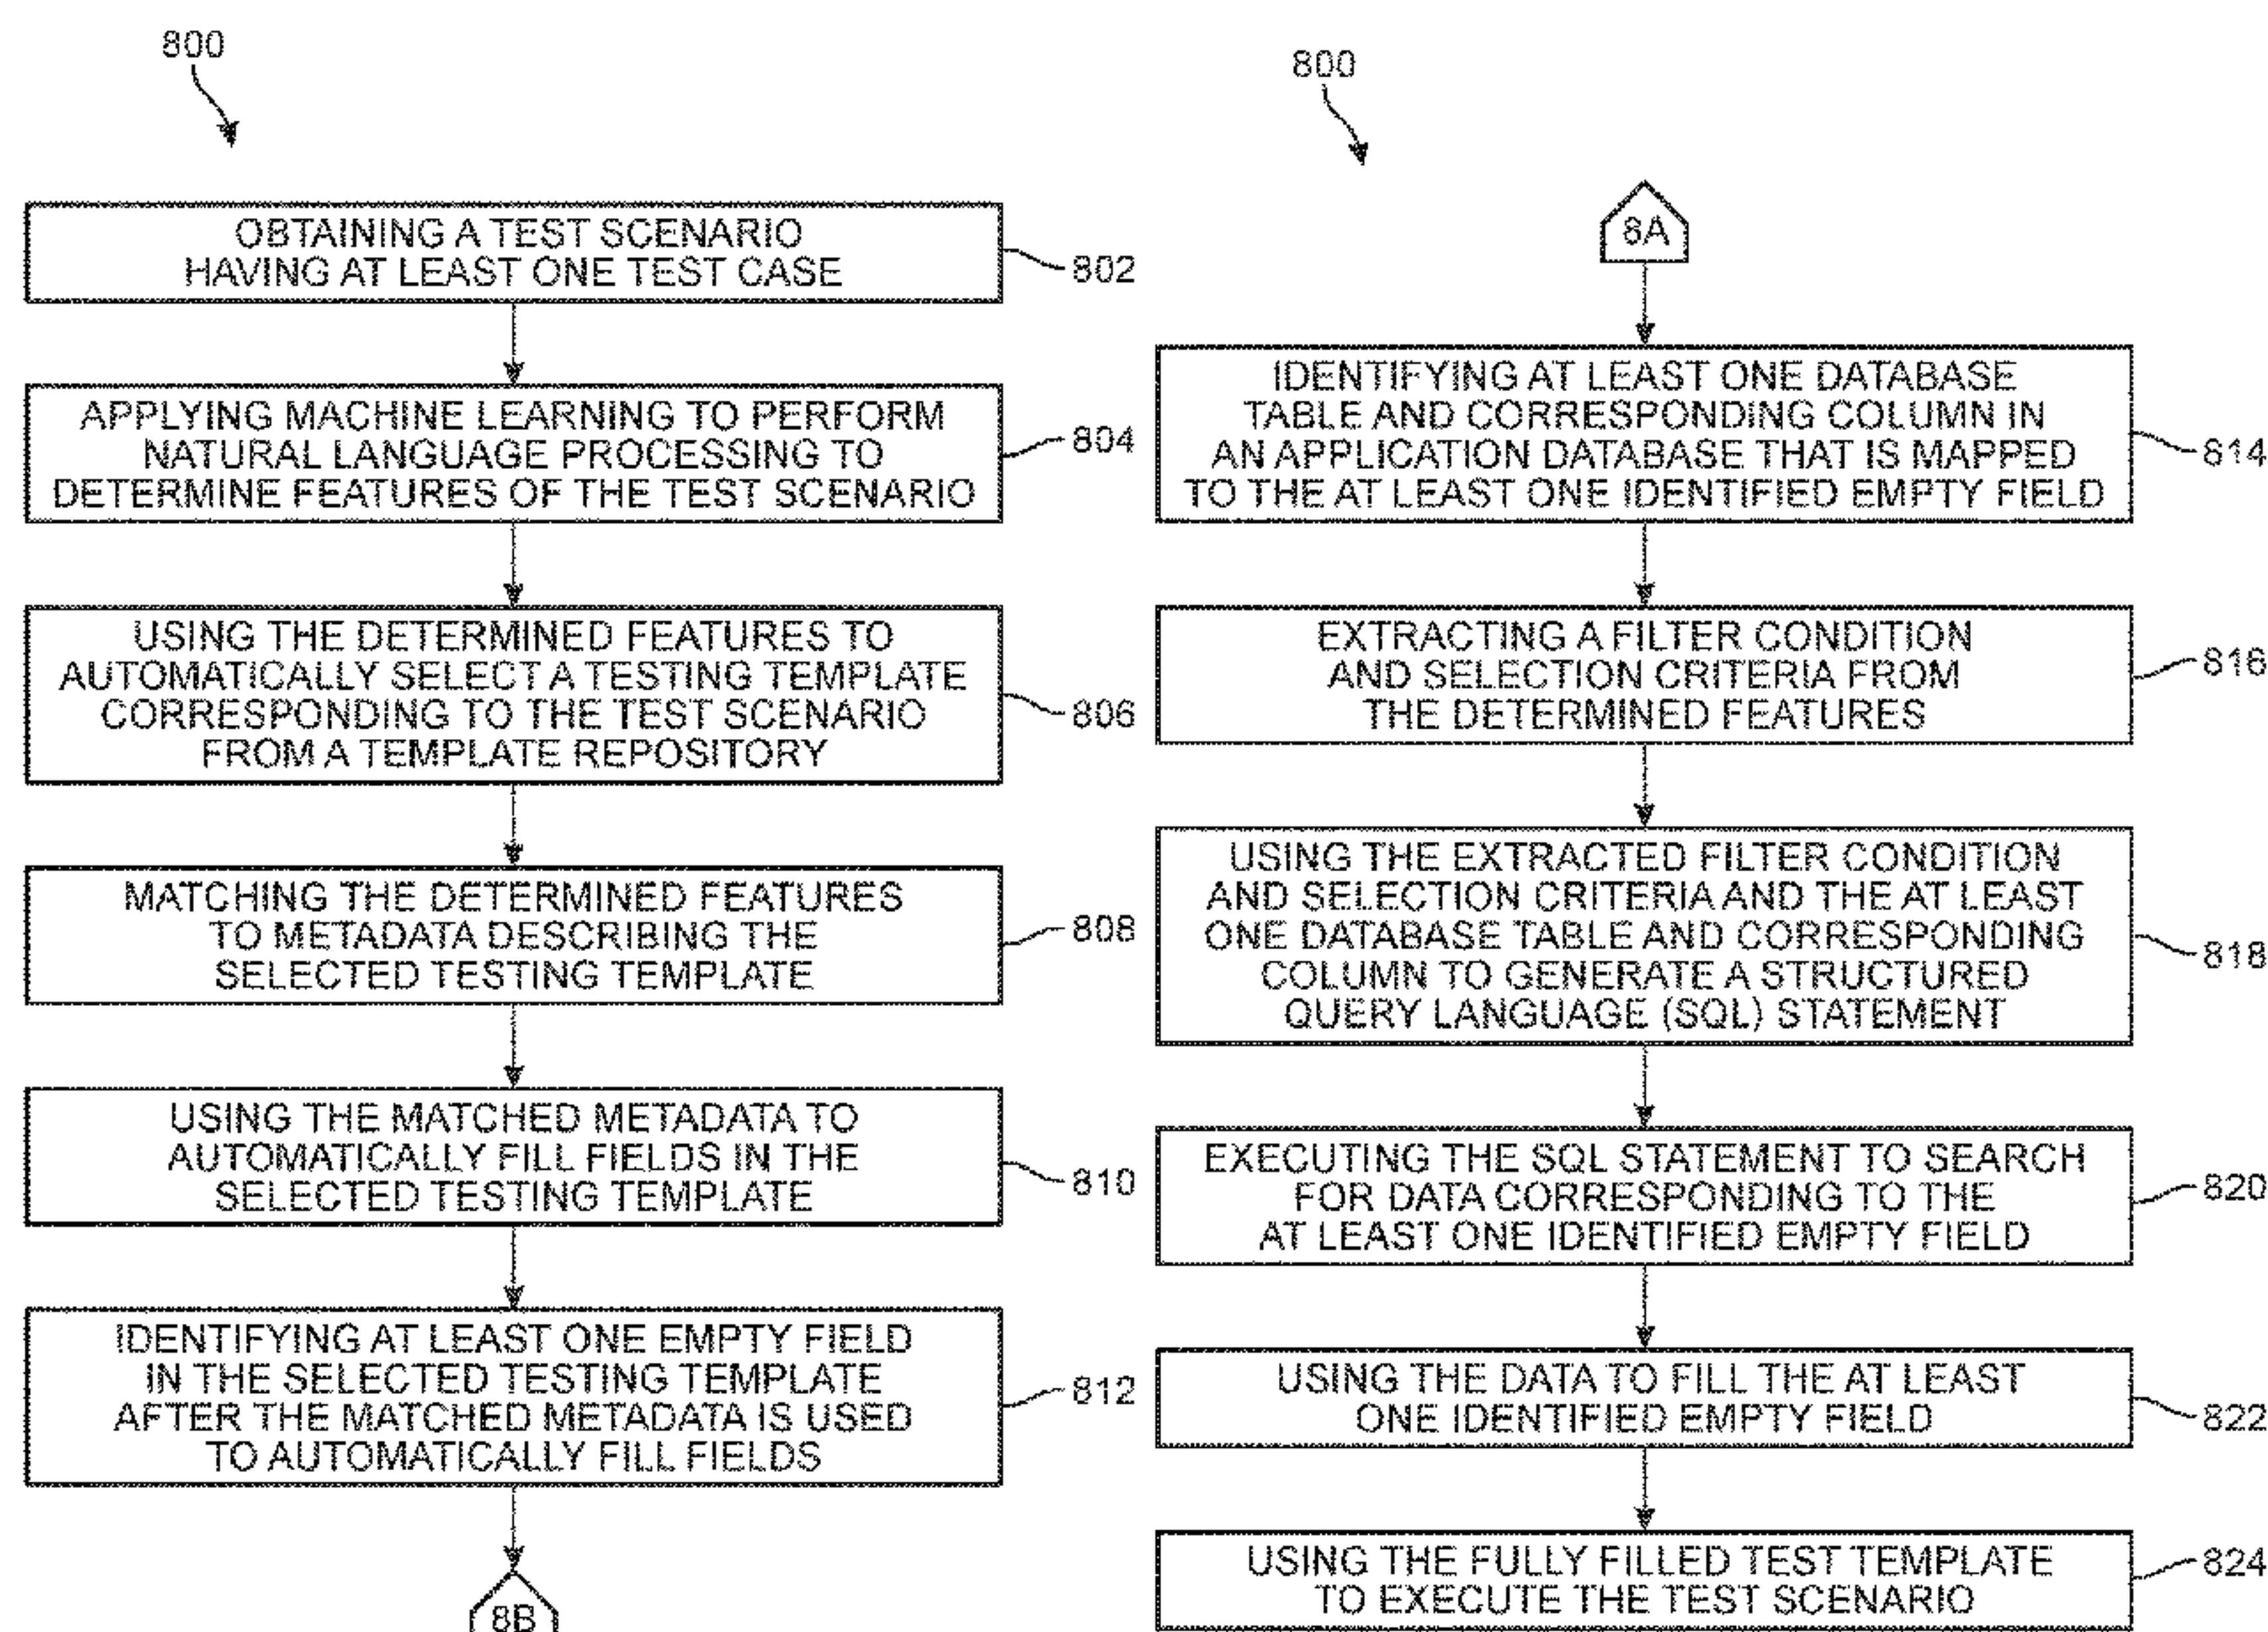 800
OBTAINING A TEST SCENARIO
HAVING AT LEAST ONE TEST CASE
802
APPLYING MACHINE LEARNING TO PERFORM
NATURAL LANGUAGE PROCESSING TO
DETERMINE FEATURES OF THE TEST SCENARIO
804
USING THE DETERMINED FEATURES TO
AUTOMATICALLY SELECT A TESTING TEMPLATE
CORRESPONDING TO THE TEST SCENARIO
FROM A TEMPLATE REPOSITORY
806
MATCHING THE DETERMINED FEATURES
TO METADATA DESCRIBING THE
SELECTED TESTING TEMPLATE
808
USING THE MATCHED METADATA TO
AUTOMATICALLY FILL FIELDS IN THE
SELECTED TESTING TEMPLATE
810
IDENTIFYING AT LEAST ONE EMPTY FIELD
IN THE SELECTED TESTING TEMPLATE
AFTER THE MATCHED METADATA IS USED
TO AUTOMATICALLY FILL FIELDS
812
8B
800
8A
IDENTIFYING AT LEAST ONE DATABASE
TABLE AND CORRESPONDING COLUMN IN
AN APPLICATION DATABASE THAT IS MAPPED
TO THE AT LEAST ONE IDENTIFIED EMPTY FIELD
814
EXTRACTING A FILTER CONDITION
AND SELECTION CRITERIA FROM
THE DETERMINED FEATURES
816
USING THE EXTRACTED FILTER CONDITION
AND SELECTION CRITERIA AND THE AT LEAST
ONE DATABASE TABLE AND CORRESPONDING
COLUMN TO GENERATE A STRUCTURED
QUERY LANGUAGE (SQL) STATEMENT
818
EXECUTING THE SQL STATEMENT TO SEARCH
FOR DATA CORRESPONDING TO THE
AT LEAST ONE IDENTIFIED EMPTY FIELD
820
USING THE DATA TO FILL THE AT LEAST
ONE IDENTIFIED EMPTY FIELD
822
USING THE FULLY FILLED TEST TEMPLATE
TO EXECUTE THE TEST SCENARIO
824